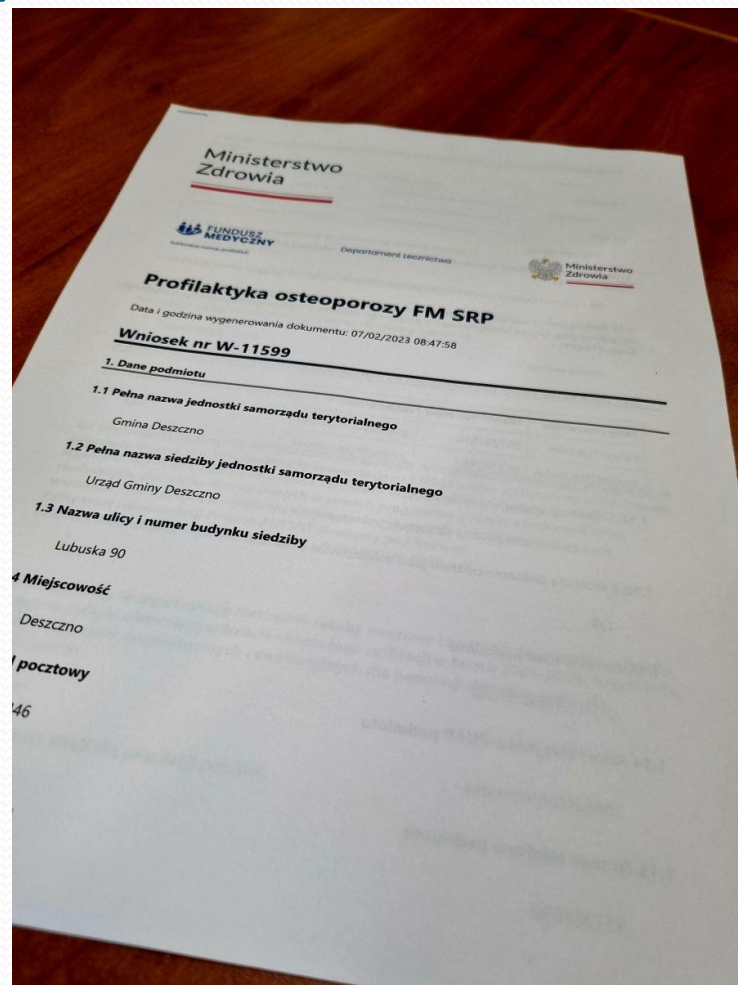 Ministerstwo
Zdrowia
FUNDUSZ
MEDYCZNY
Departament Lecznictwa
Ministerstwo
Zdrowia
Profilaktyka osteoporozy FM SRP
Data i godzina wygenerowania dokumentu: 07/02/2023 08:47:58
Wniosek nr W-11599
1. Dane podmiotu
1.1 Pełna nazwa jednostki samorządu terytorialnego
Gmina Deszczno
1.2 Pełna nazwa siedziby jednostki samorządu terytorialnego
Urząd Gminy Deszczno
1.3 Nazwa ulicy i numer budynku siedziby
Lubuska 90
4 Miejscowość
Deszczno
pocztowy
46